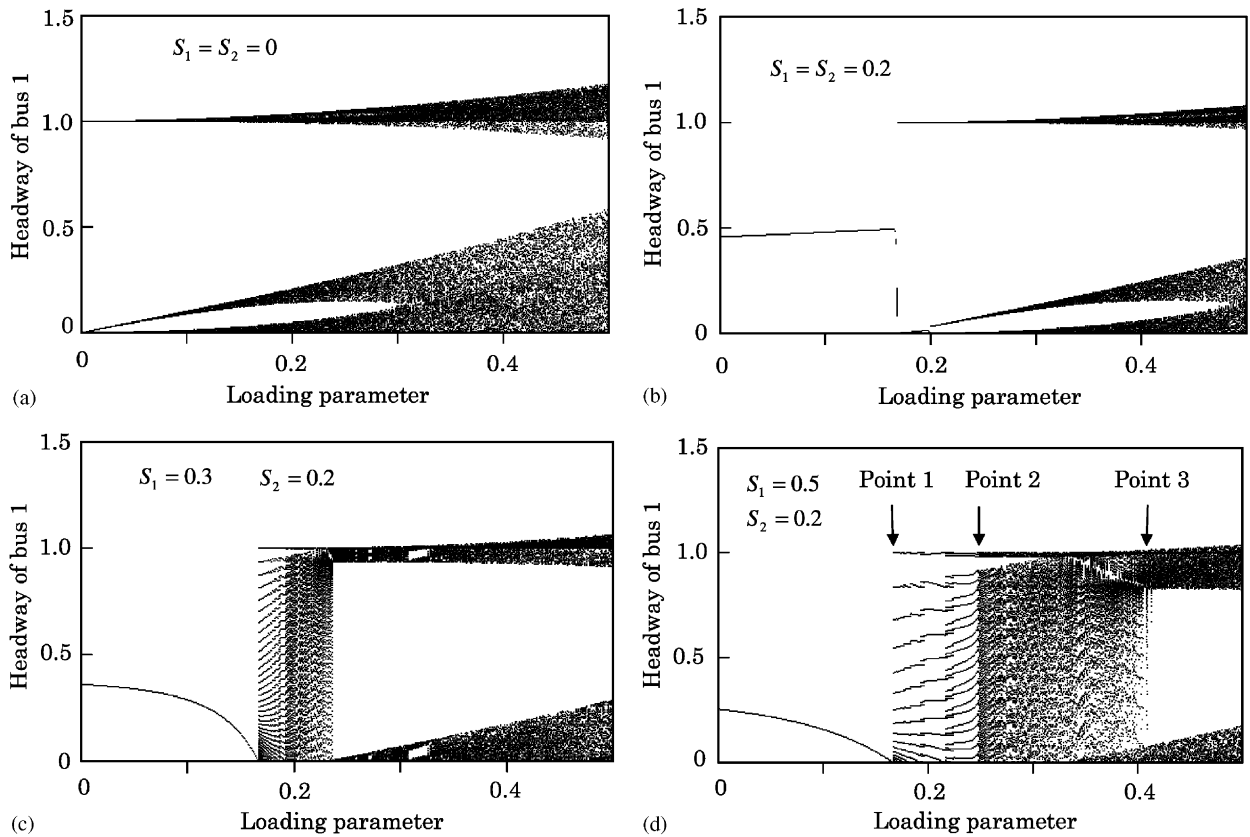 1.5
S₁ = S₂ = 0
1.0
0.5
0
Headway of bus 1
0
0.2
0.4
Loading parameter
(a)
1.5
S₁ = S₂ = 0.2
1.0
0.5
0
Headway of bus 1
0
0.2
0.4
Loading parameter
(b)
1.5
S₁ = 0.3 S₂ = 0.2
1.0
0.5
0
Headway of bus 1
0
0.2
0.4
Loading parameter
(c)
1.5
S₁ = 0.5
S₂ = 0.2
Point 1 Point 2 Point 3
1.0
0.5
0
Headway of bus 1
0
0.2
0.4
Loading parameter
(d)